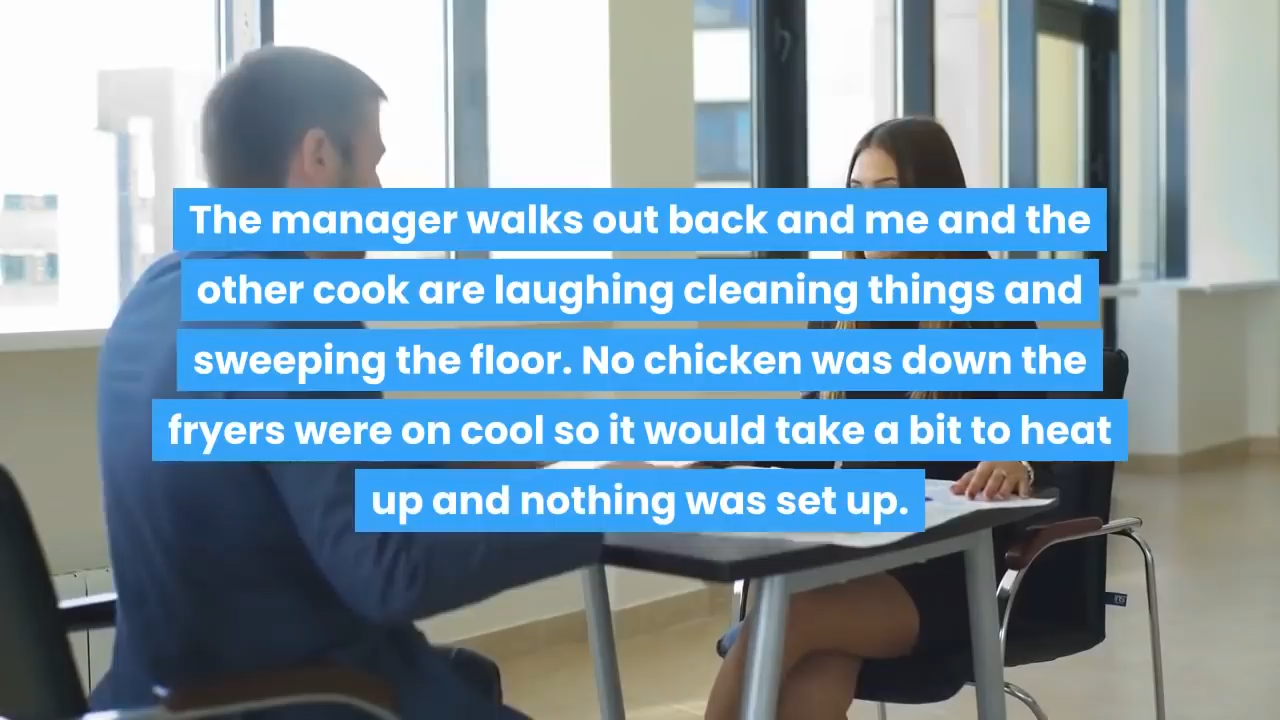 The manager walks out back and me and the
other cook are laughing cleaning things and
sweeping the floor. No chicken was down the
fryers were on cool so it would take a bit to heat
up and nothing was set up.